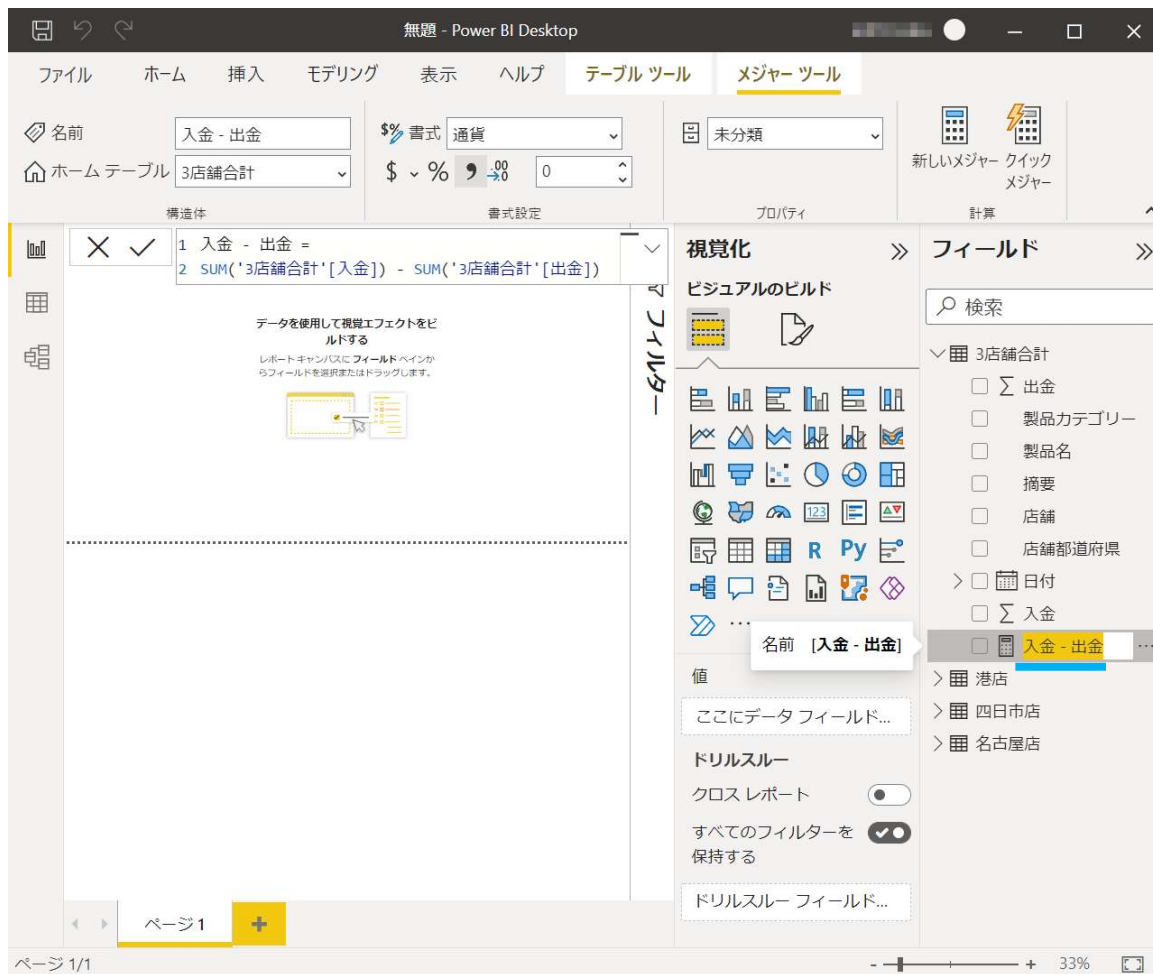 無題 - Power BI Desktop
ファイル ホーム 挿入 モデリング 表示 ヘルプ テーブル ツール メジャー ツール
名前 入金 - 出金
ホーム テーブル 3店舗合計
構造体
$% 書式 通貨
$ % 9 .00 →.0 0
書式設定
未分類
プロパティ
新しいメジャー クイック
メジャー
計算
1 入金 - 出金 =
2 SUM('3店舗合計'[入金]) - SUM('3店舗合計'[出金])
データを使用して視覚エフェクトをビ
ルドする
レポート キャンバスに フィールド ペインか
らフィールドを選択またはドラッグします。
フィルター
視覚化
ビジュアルのビルド
123
R Py
名前 [入金 - 出金]
値
ここにデータ フィールド...
ドリルスルー
クロス レポート
すべてのフィルターを
保持する
ドリルスルー フィールド...
フィールド
検索
3店舗合計
∑ 出金
製品カテゴリー
製品名
摘要
店舗
店舗都道府県
日付
∑ 入金
入金 - 出金
港店
四日市店
名古屋店
ページ 1
+
ページ 1/1
- + 33%